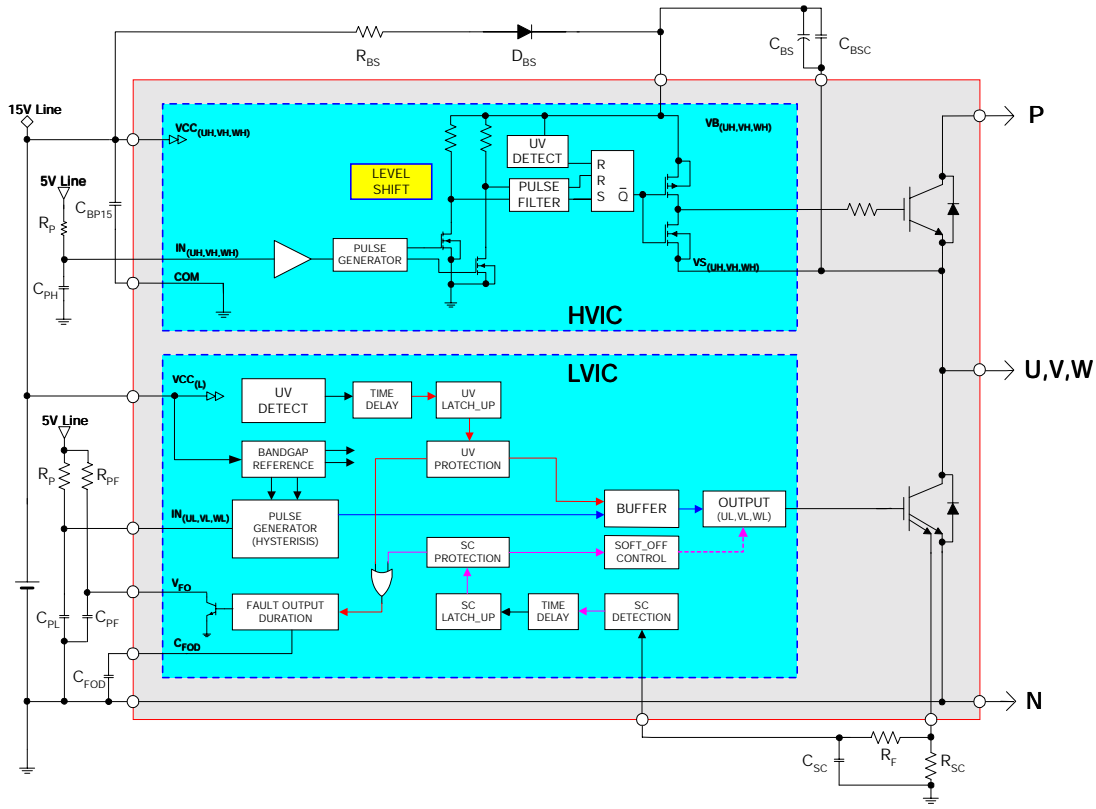 R_BS
D_BS
C_BS
C_BSC
15V Line
P
VCC(UH,VH,WH)
VB(UH,VH,WH)
5V Line
C_BP15
R_P
LEVEL
SHIFT
UV
DETECT
PULSE
FILTER
R
R
S
Q̄
IN(UH,VH,WH)
PULSE
GENERATOR
VS(UH,VH,WH)
COM
C_PH
HVIC
LVIC
U,V,W
VCC(L)
UV
DETECT
TIME
DELAY
UV
LATCH_UP
5V Line
R_P
R_PF
BANDGAP
REFERENCE
UV
PROTECTION
IN(UL,VL,WL)
PULSE
GENERATOR
(HYSTERISIS)
BUFFER
OUTPUT
(UL,VL,WL)
SC
PROTECTION
SOFT_OFF
CONTROL
V_FO
C_PL
C_PF
FAULT OUTPUT
DURATION
SC
LATCH_UP
TIME
DELAY
SC
DETECTION
C_FOD
C_FOD
N
C_SC
R_F
R_SC